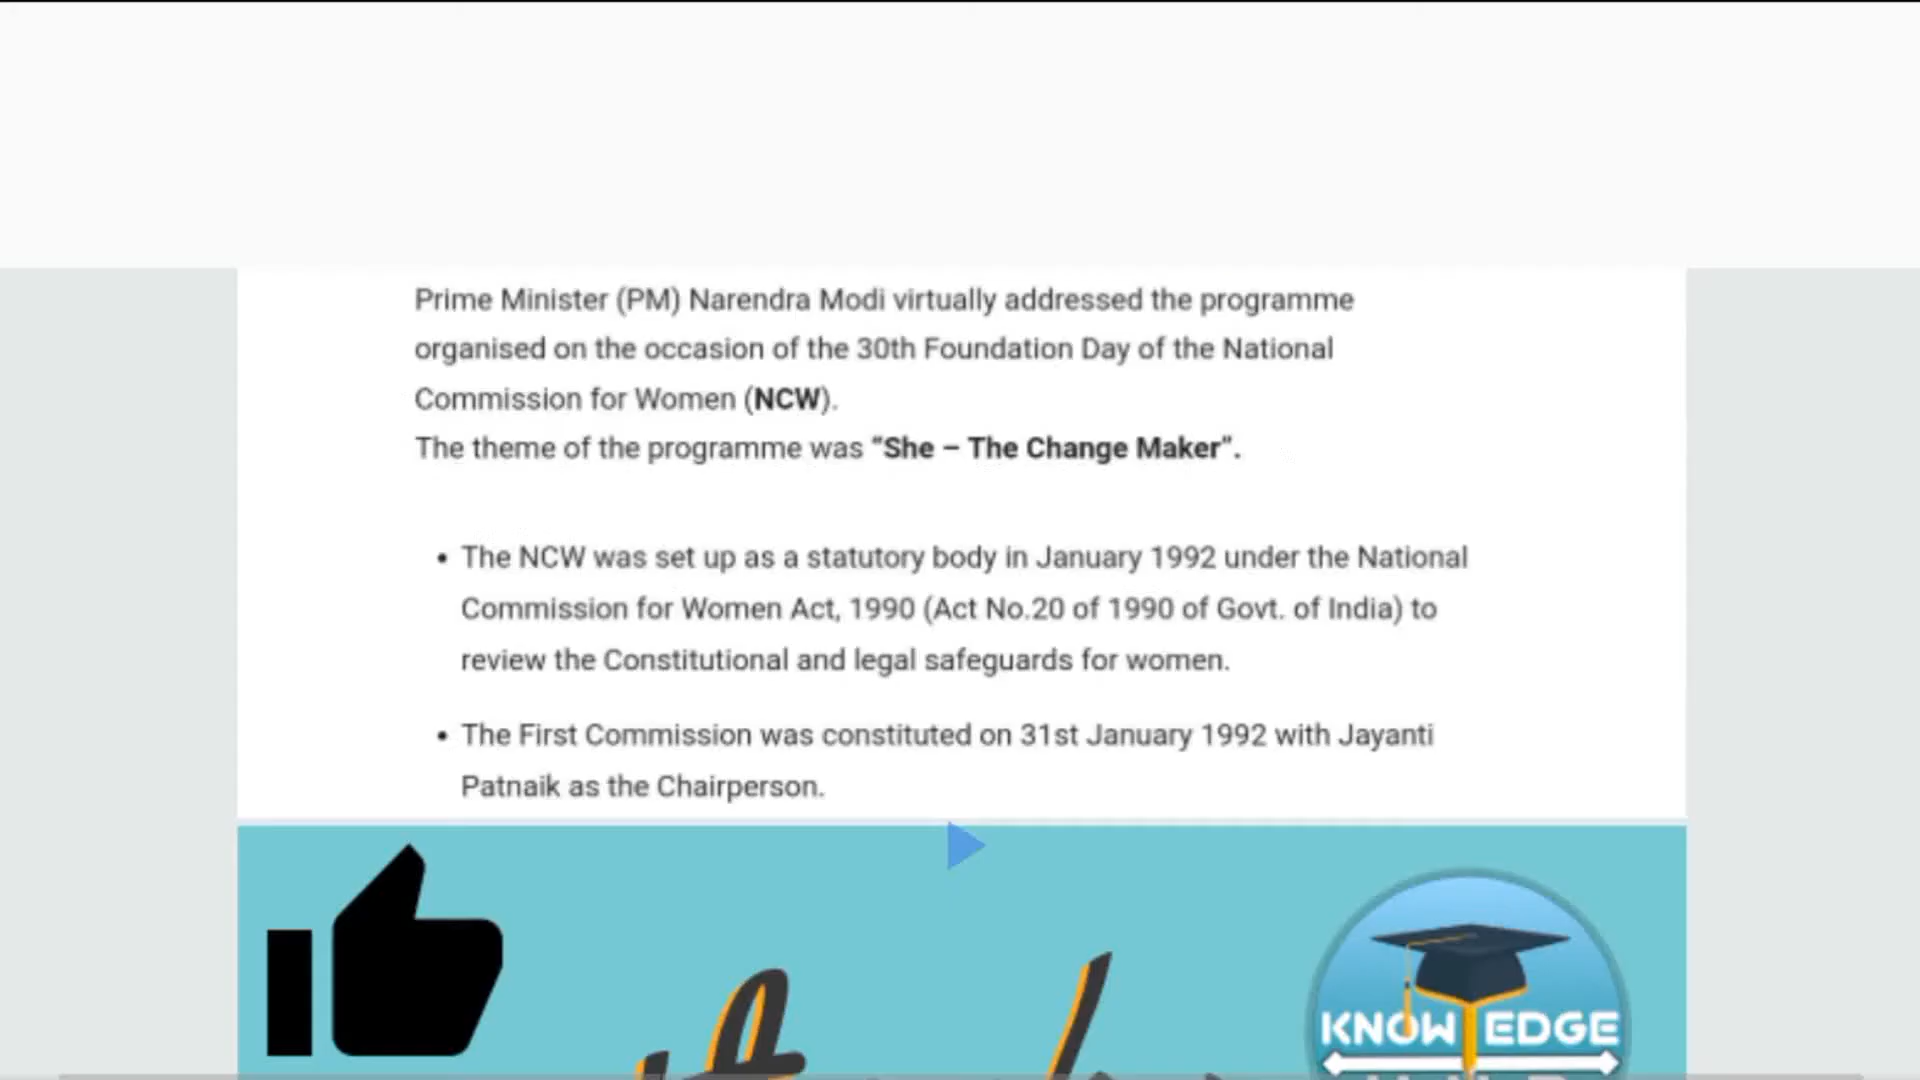 Prime Minister (PM) Narendra Modi virtually addressed the programme
organised on the occasion of the 30th Foundation Day of the National
Commission for Women (NCW).
The theme of the programme was “She – The Change Maker”.
• The NCW was set up as a statutory body in January 1992 under the National
Commission for Women Act, 1990 (Act No.20 of 1990 of Govt. of India) to
review the Constitutional and legal safeguards for women.
• The First Commission was constituted on 31st January 1992 with Jayanti
Patnaik as the Chairperson.
KNOWLEDGE